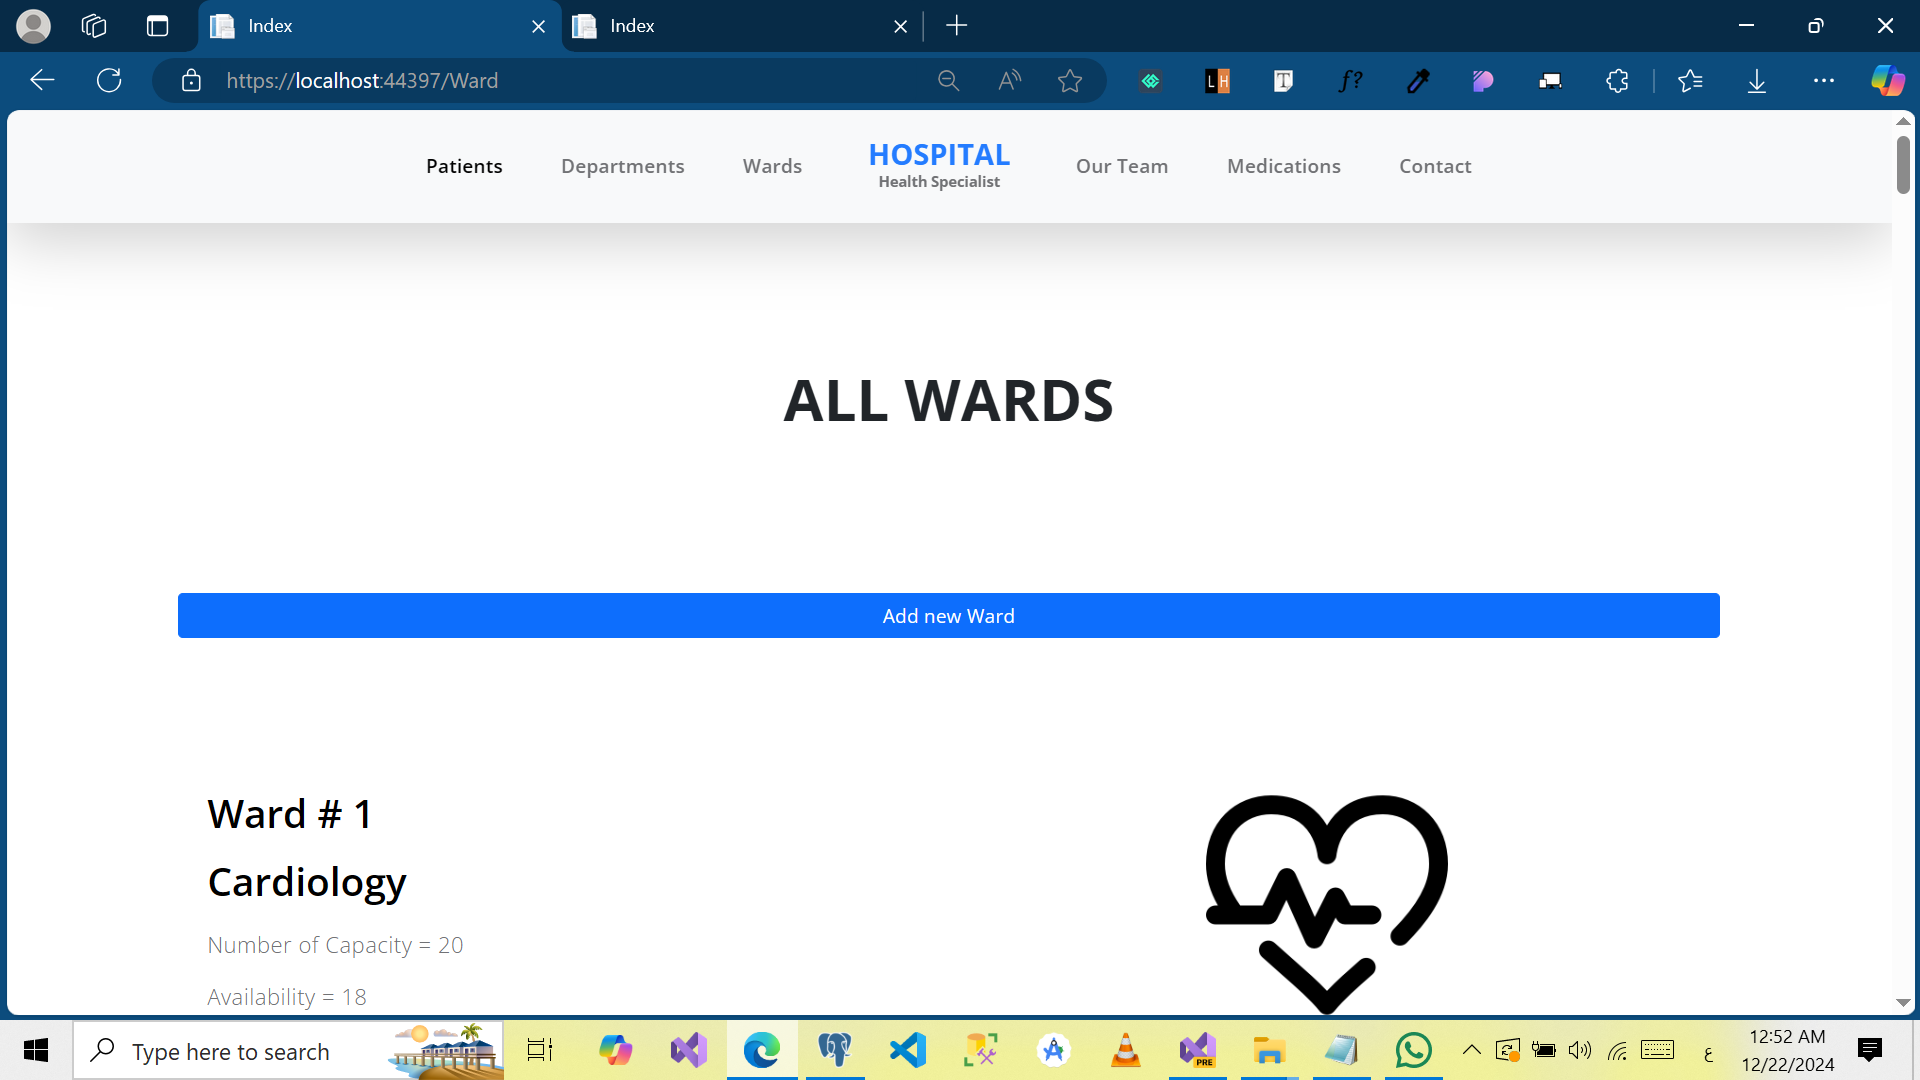 Index
Index
https://localhost:44397/Ward
A
LH
T
f?
Patients
Departments
Wards
HOSPITAL
Health Specialist
Our Team
Medications
Contact
ALL WARDS
Add new Ward
Ward # 1
Cardiology
Number of Capacity = 20
Availability = 18
Type here to search
PRE
ع
12:52 AM
12/22/2024